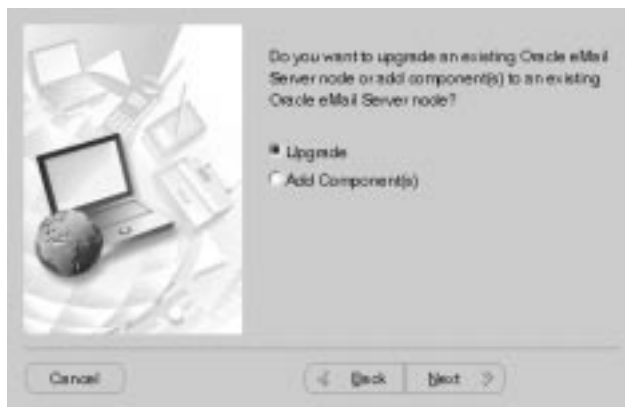 Do you want to upgrade an existing Oracle eMail
Server node or add component(s) to an existing
Oracle eMail Server node?
Upgrade
Add Component(s)
Cancel
Back
Next